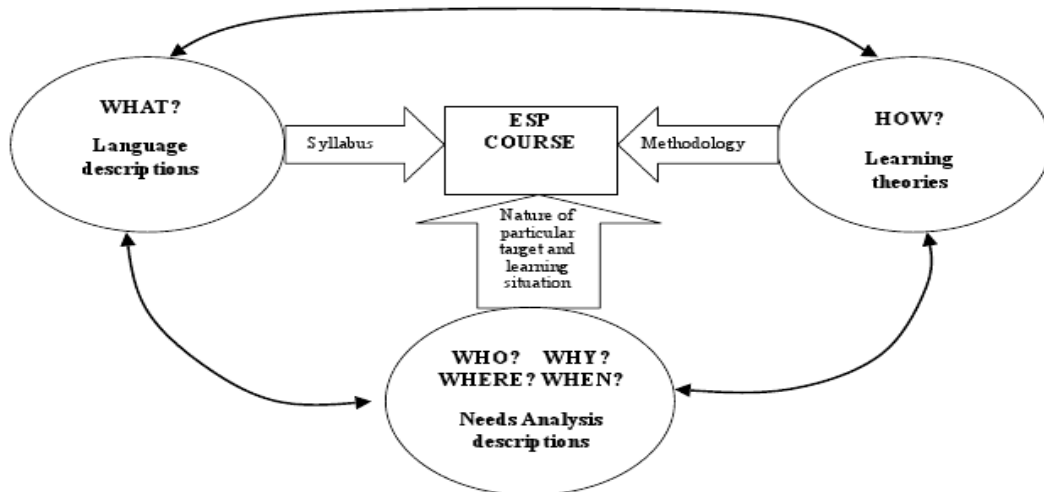 WHAT?
Language
descriptions
Syllabus
ESP
COURSE
Methodology
HOW?
Learning
theories
Nature of
particular
target and
learning
situation
WHO? WHY?
WHERE? WHEN?
Needs Analysis
descriptions